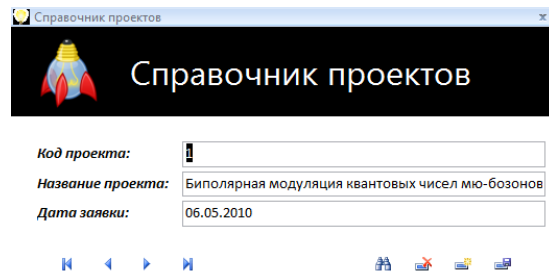 Справочник проектов
Справочник проектов
Код проекта: 1
Название проекта: Биполярная модуляция квантовых чисел мю-бозонов
Дата заявки: 06.05.2010